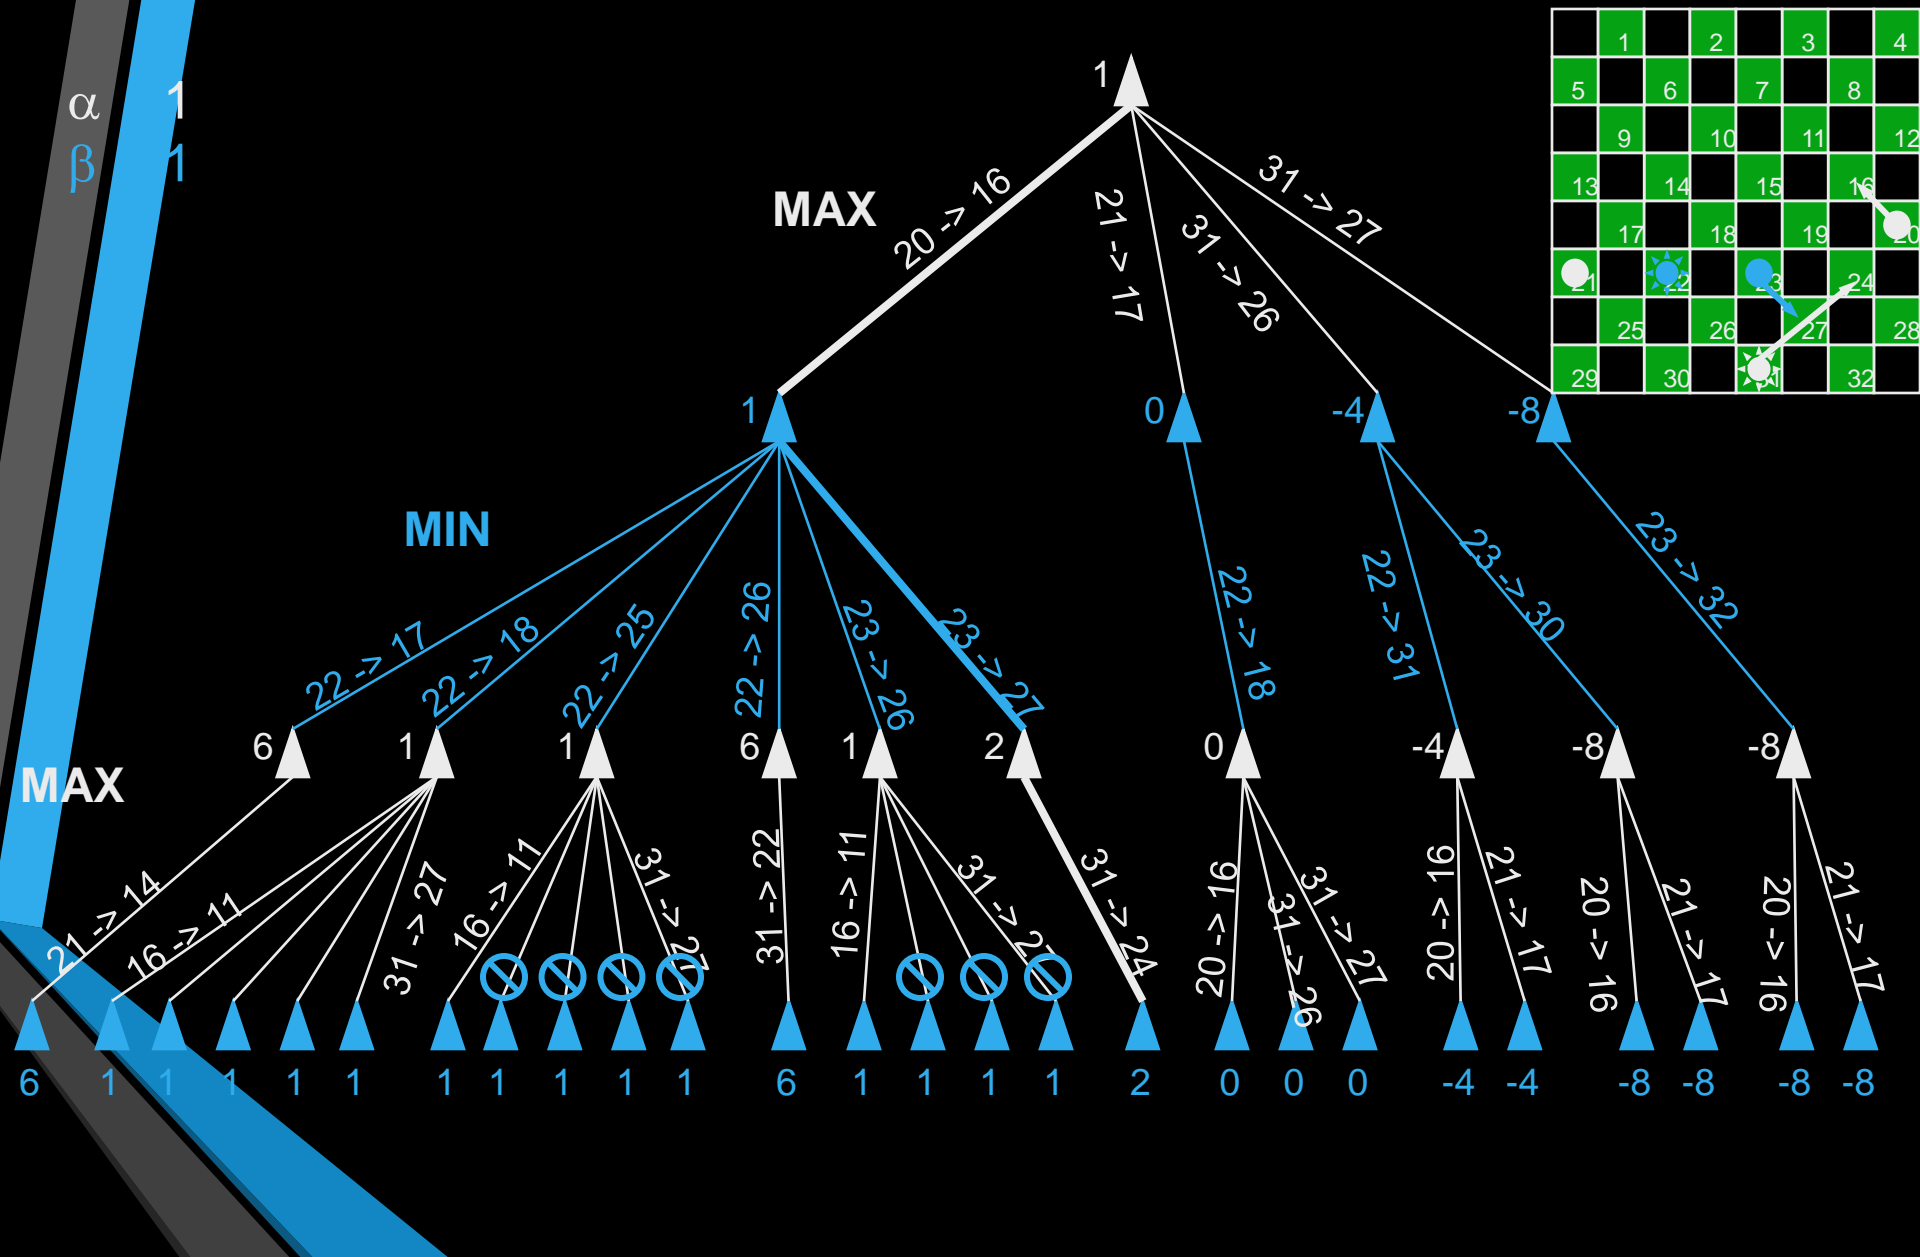 α 1
β 1
1
MAX
20 -> 16
21 -> 17
31 -> 26
31 -> 27
1
0
-4
-8
MIN
22 -> 17
22 -> 18
22 -> 25
22 -> 26
23 -> 26
23 -> 27
22 -> 18
22 -> 31
23 -> 30
23 -> 32
6
1
1
6
1
2
0
-4
-8
-8
MAX
21 -> 14
16 -> 11
31 -> 27
16 -> 11
31 -> 27
31 -> 22
16 -> 11
31 -> 27
31 -> 24
20 -> 16
31 -> 26
31 -> 27
20 -> 16
21 -> 17
20 -> 16
21 -> 17
20 -> 16
21 -> 17
6 1 1 1 1 1 1 1 1 1 1 6 1 1 1 1 2 0 0 0 -4 -4 -8 -8 -8 -8
1 2 3 4
5 6 7 8
9 10 11 12
13 14 15 16
17 18 19 20
21 22 23 24
25 26 27 28
29 30 31 32